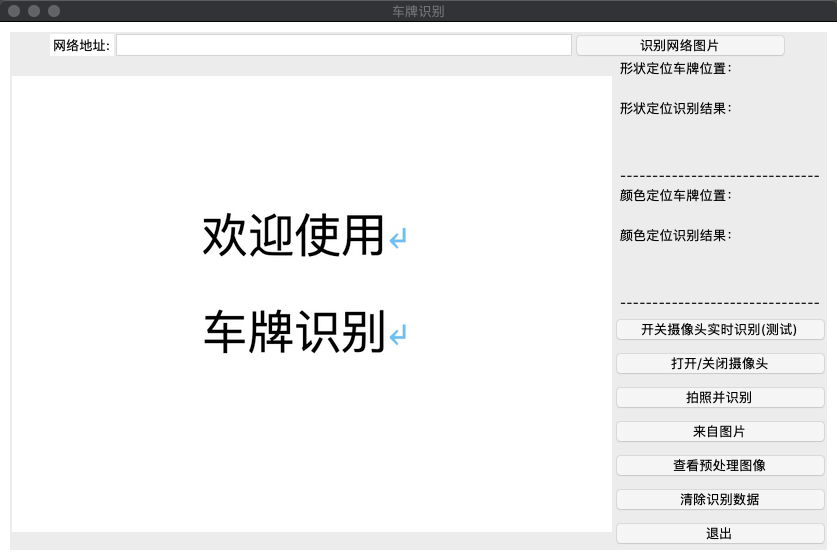 车牌识别
网络地址:
识别网络图片
形状定位车牌位置：
形状定位识别结果：
-------------------------------
颜色定位车牌位置：
颜色定位识别结果：
-------------------------------
欢迎使用↵
车牌识别↵
开关摄像头实时识别(测试)
打开/关闭摄像头
拍照并识别
来自图片
查看预处理图像
清除识别数据
退出